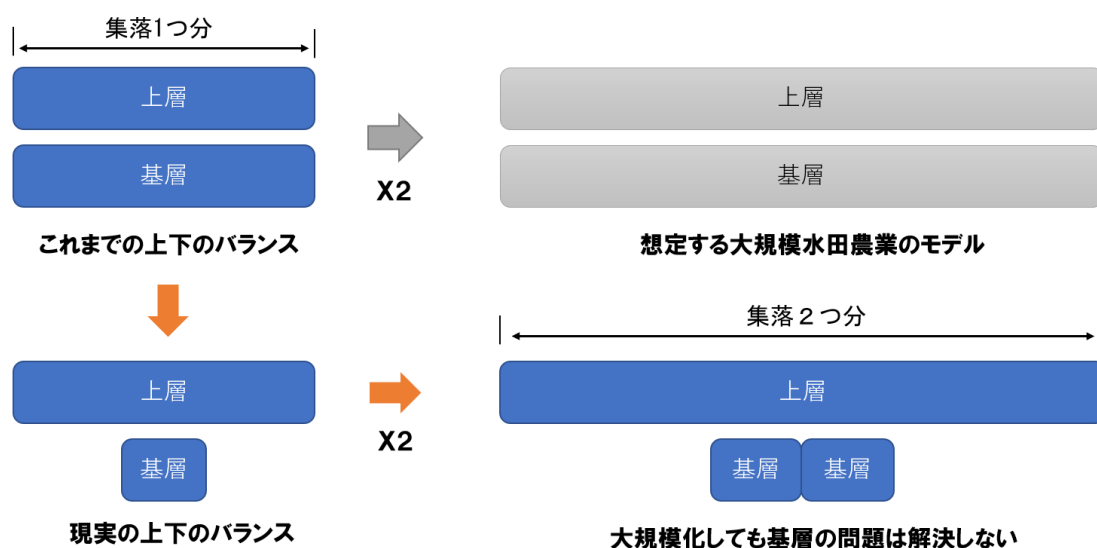 集落1つ分
上層
上層
基層
基層
X2
これまでの上下のバランス
想定する大規模水田農業のモデル
集落２つ分
上層
上層
X2
基層
基層 基層
現実の上下のバランス
大規模化しても基層の問題は解決しない